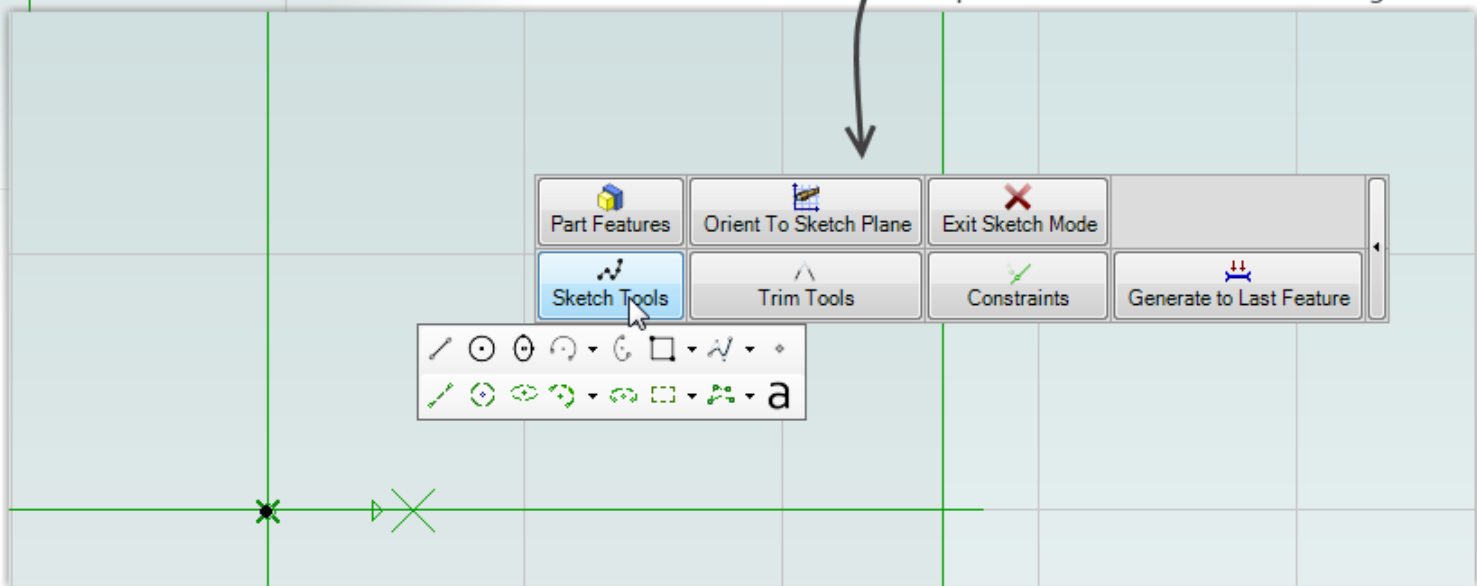 Part Features
Orient To Sketch Plane
Exit Sketch Mode
Sketch Tools
Trim Tools
Constraints
Generate to Last Feature
a